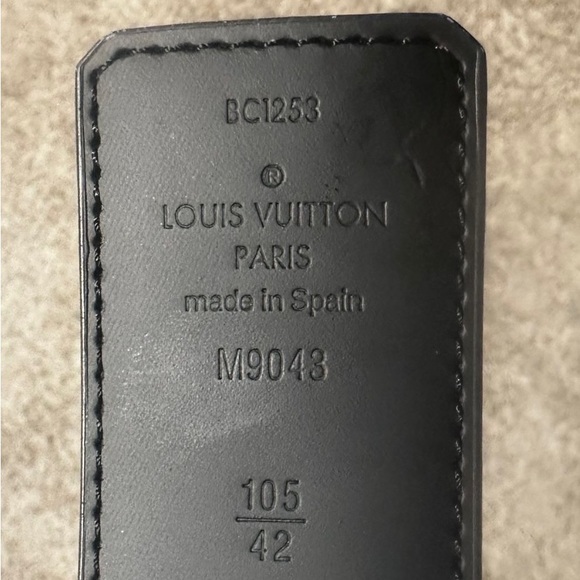 BC1253
®
LOUIS VUITTON
PARIS
made in Spain
M9043
105
42